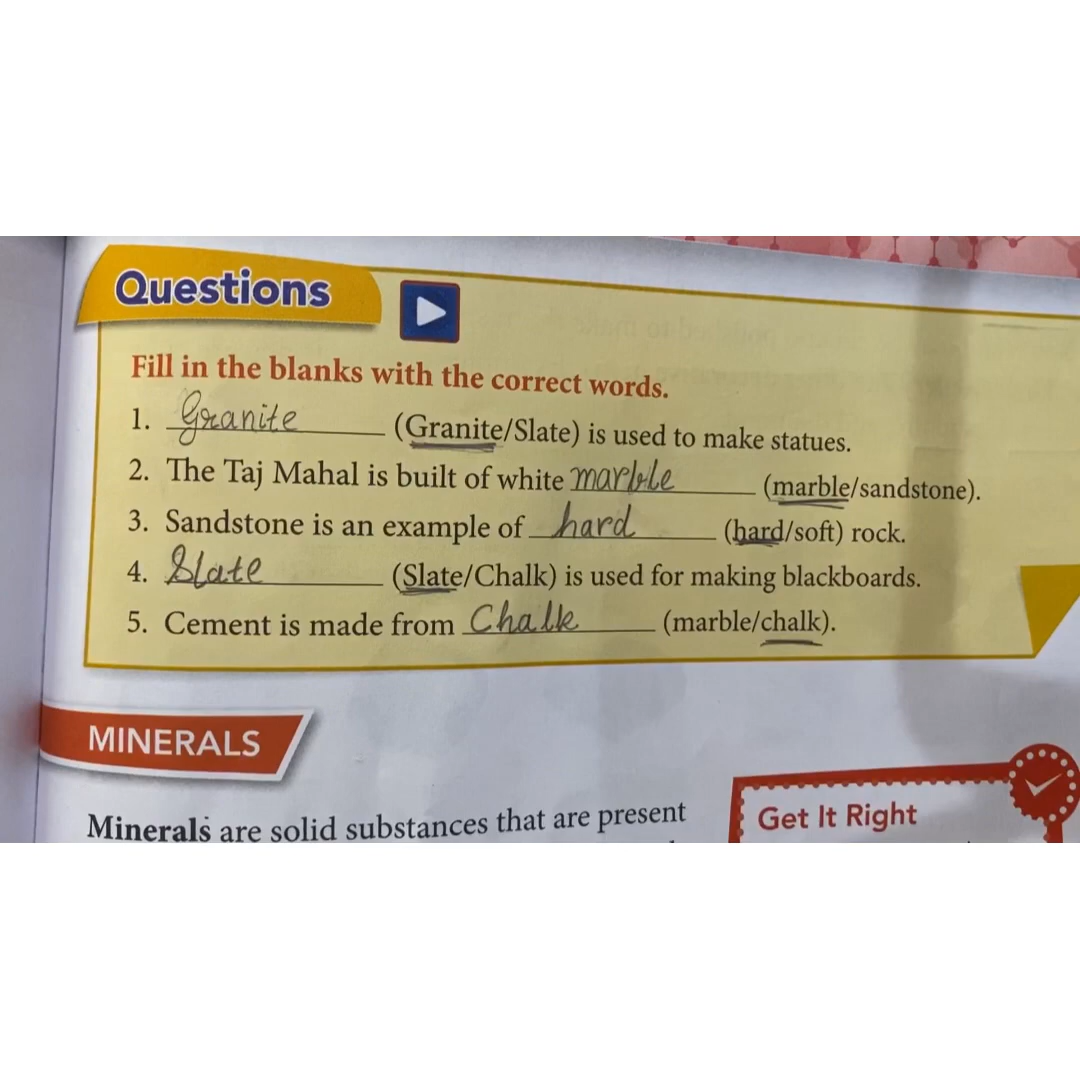 Questions
Fill in the blanks with the correct words.
1. Granite (Granite/Slate) is used to make statues.
2. The Taj Mahal is built of white marble (marble/sandstone).
3. Sandstone is an example of hard (hard/soft) rock.
4. Slate (Slate/Chalk) is used for making blackboards.
5. Cement is made from Chalk (marble/chalk).
MINERALS
Minerals are solid substances that are present
Get It Right